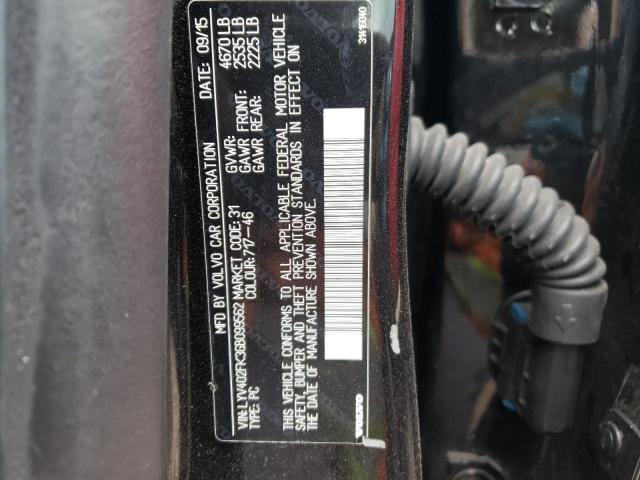 MFD BY VOLVO CAR CORPORATION DATE: 09/15
GVWR: 4670 LB
GAWR FRONT: 2535 LB
GAWR REAR: 2225 LB
VIN: LYV402FK3GB099562 MARKET CODE: 31
TYPE: PC COLOUR: 717-46
THIS VEHICLE CONFORMS TO ALL APPLICABLE FEDERAL MOTOR VEHICLE
SAFETY, BUMPER AND THEFT PREVENTION STANDARDS IN EFFECT ON
THE DATE OF MANUFACTURE SHOWN ABOVE.
VOLVO